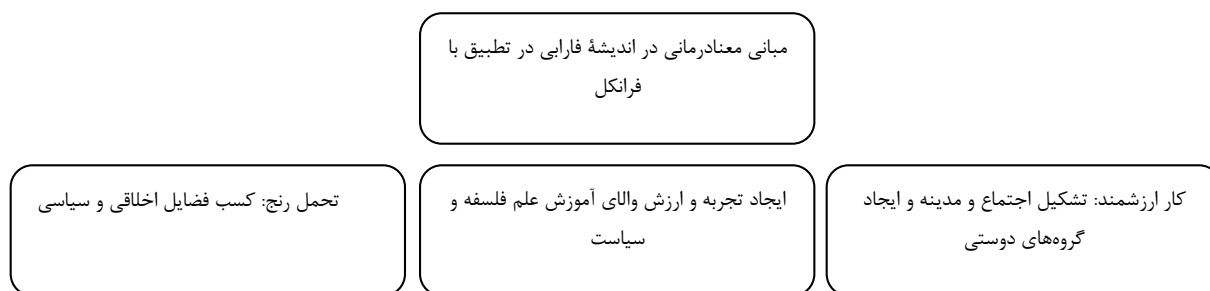 مبانی معنادرمانی در اندیشهٔ فارابی در تطبیق با
فرانکل
کار ارزشمند: تشکیل اجتماع و مدینه و ایجاد
گروه‌های دوستی
ایجاد تجربه و ارزش والای آموزش علم فلسفه و
سیاست
تحمل رنج: کسب فضایل اخلاقی و سیاسی